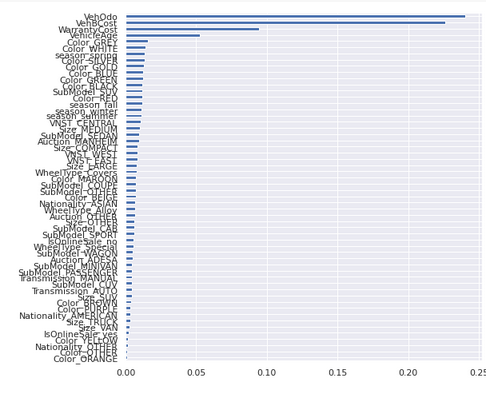 VehOdo
VehBCost
WarrantyCost
VehicleAge
Color_GREY
Color_WHITE
season_spring
Color_SILVER
Color_GOLD
Color_BLUE
Color_GREEN
Color_BLACK
SubModel_SUV
Color_RED
season_fall
season_winter
season_summer
VNST_CENTRAL
Size_MEDIUM
SubModel_SEDAN
Auction_MANHEIM
Size_COMPACT
VNST_WEST
VNST_EAST
Size_LARGE
WheelType_Covers
Color_MAROON
SubModel_COUPE
SubModel_OTHER
Color_BEIGE
Nationality_ASIAN
WheelType_Alloy
Auction_OTHER
Size_OTHER
SubModel_CAB
SubModel_SPORT
IsOnlineSale_no
WheelType_Special
SubModel_WAGON
Auction_ADESA
SubModel_MINIVAN
SubModel_PASSENGER
Transmission_MANUAL
SubModel_CUV
Transmission_AUTO
Size_SUV
Color_BROWN
Color_PURPLE
Nationality_AMERICAN
Size_TRUCK
Size_VAN
IsOnlineSale_yes
Color_YELLOW
Nationality_OTHER
Color_OTHER
Color_ORANGE
0.00 0.05 0.10 0.15 0.20 0.25